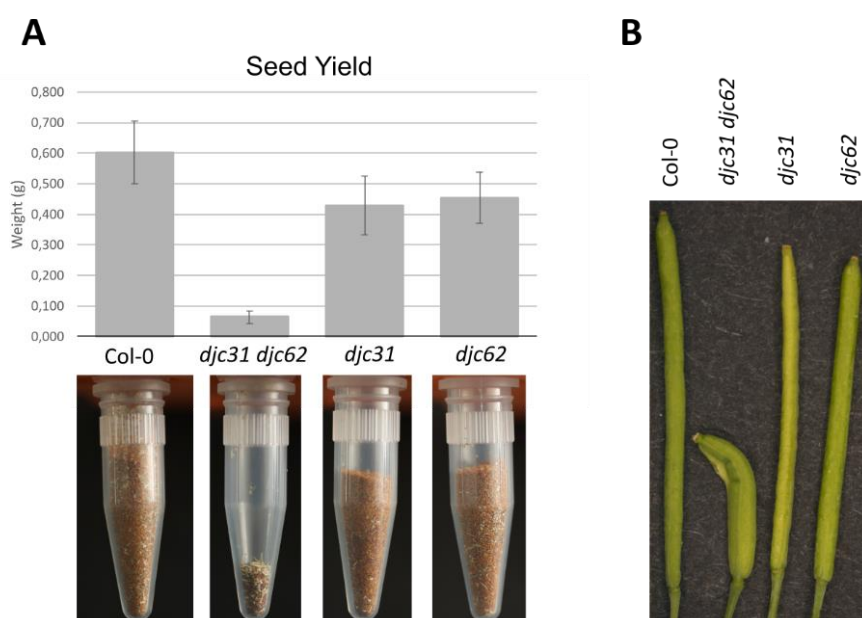 A
Seed Yield
Weight (g)
0,800
0,700
0,600
0,500
0,400
0,300
0,200
0,100
0,000
Col-0
djc31 djc62
djc31
djc62
B
Col-0
djc31 djc62
djc31
djc62